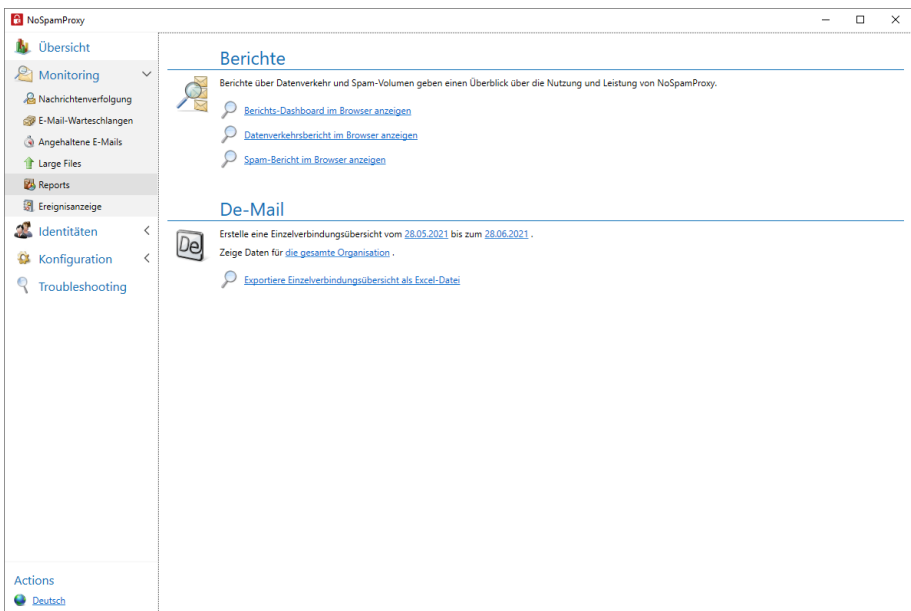 NoSpamProxy
Übersicht
Monitoring
Nachrichtenverfolgung
E-Mail-Warteschlangen
Angehaltene E-Mails
Large Files
Reports
Ereignisanzeige
Identitäten
Konfiguration
Troubleshooting
Actions
Deutsch
Berichte
Berichte über Datenverkehr und Spam-Volumen geben einen Überblick über die Nutzung und Leistung von NoSpamProxy.
Berichts-Dashboard im Browser anzeigen
Datenverkehrsbericht im Browser anzeigen
Spam-Bericht im Browser anzeigen
De-Mail
De
Erstelle eine Einzelverbindungsübersicht vom 28.05.2021 bis zum 28.06.2021 .
Zeige Daten für die gesamte Organisation .
Exportiere Einzelverbindungsübersicht als Excel-Datei